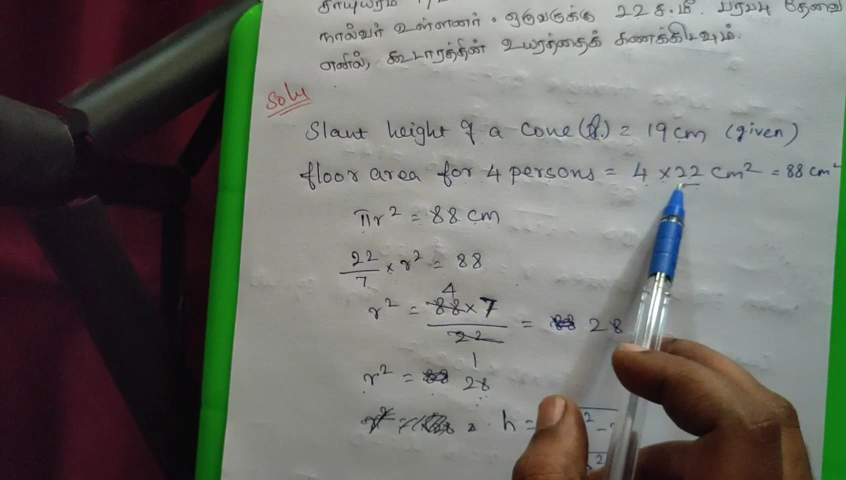 நால்வர் உள்ளனர். ஒருவருக்கு 22 ச.மீ. பரப்பு தேவை
எனில், கூடாரத்தின் உயரத்தைக் கணக்கிடவும்.
Solu
Slant height of a cone (l) = 19 cm (given)
floor area for 4 persons = 4 × 22 cm² = 88 cm²
πr² = 88 cm
22/7 × r² = 88
r² = 88 × 7 / 22 = 28
r² = 28
h =